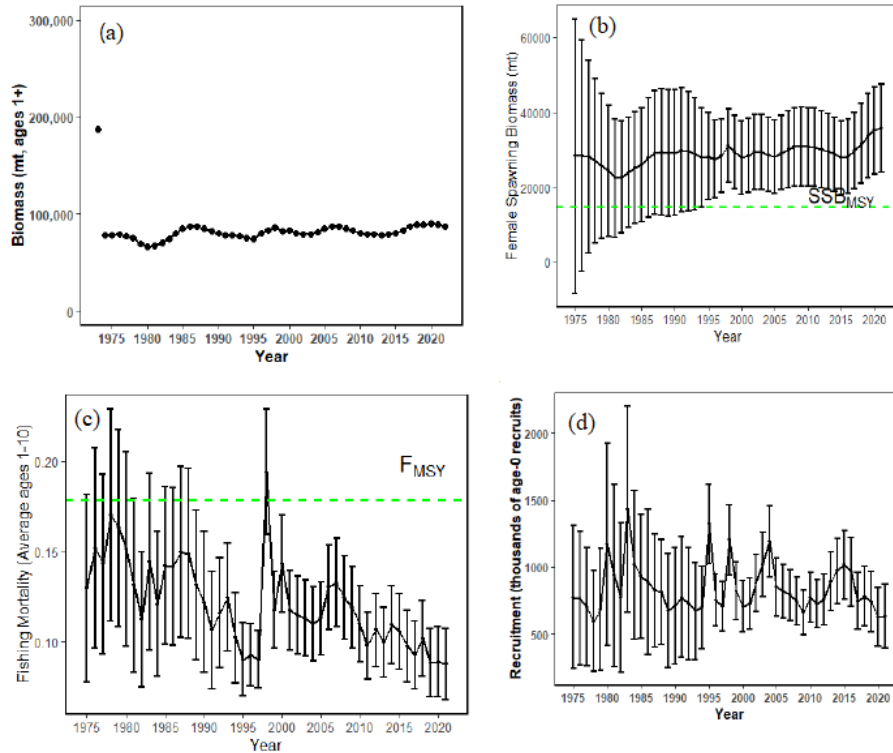 (a)
300,000
200,000
100,000
0
Biomass (mt, ages 1+)
1975 1980 1985 1990 1995 2000 2005 2010 2015 2020
Year
(b)
60000
40000
20000
0
Female Spawning Biomass (mt)
SSBMSY
1975 1980 1985 1990 1995 2000 2005 2010 2015 2020
Year
(c)
0.20
0.15
0.10
Fishing Mortality (Average ages 1-10)
FMSY
1975 1980 1985 1990 1995 2000 2005 2010 2015 2020
Year
(d)
2000
1500
1000
500
Recruitment (thousands of age-0 recruits)
1975 1980 1985 1990 1995 2000 2005 2010 2015 2020
Year